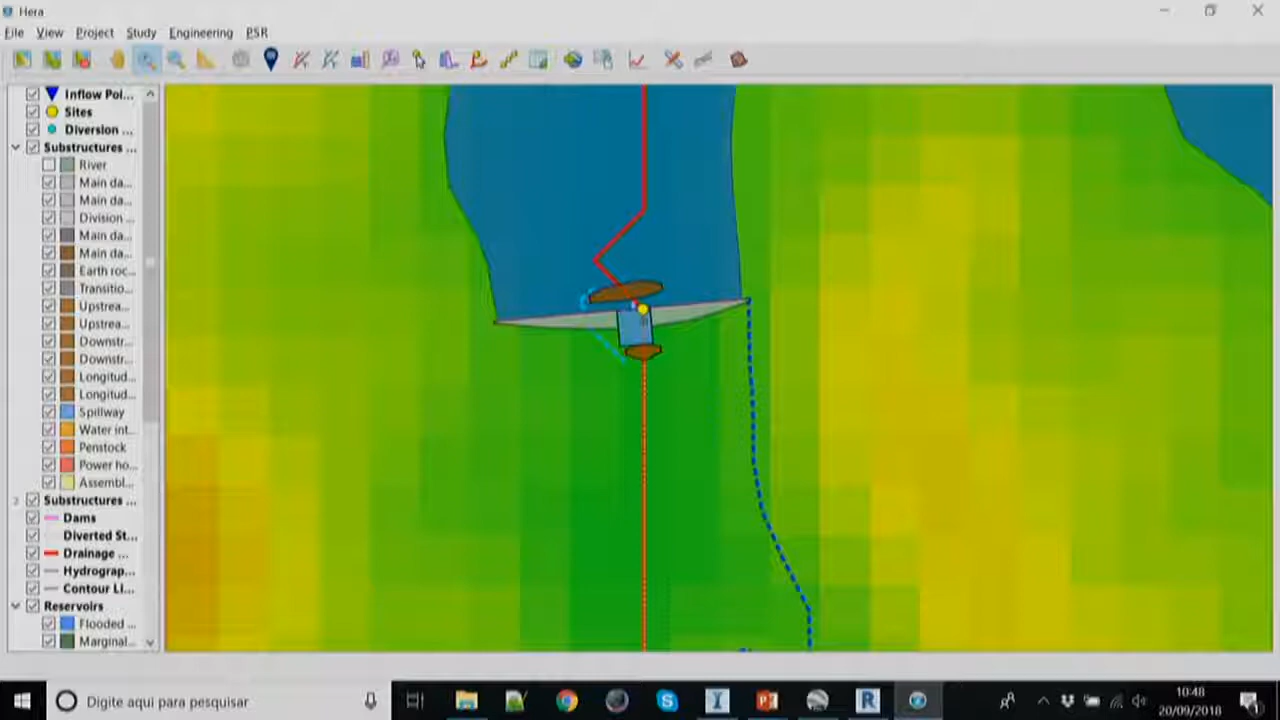 Hera
File View Project Study Engineering PSR
Inflow Poi...
Sites
Diversion ...
Substructures ...
River
Main da...
Main da...
Division ...
Main da...
Main da...
Earth roc...
Transitio...
Upstrea...
Upstrea...
Downstr...
Downstr...
Longitud...
Longitud...
Spillway
Water int...
Penstock
Power ho...
Assembl...
Substructures ...
Dams
Diverted St...
Drainage ...
Hydrograp...
Contour Li...
Reservoirs
Flooded ...
Marginal...
Digite aqui para pesquisar
10:48
20/09/2018